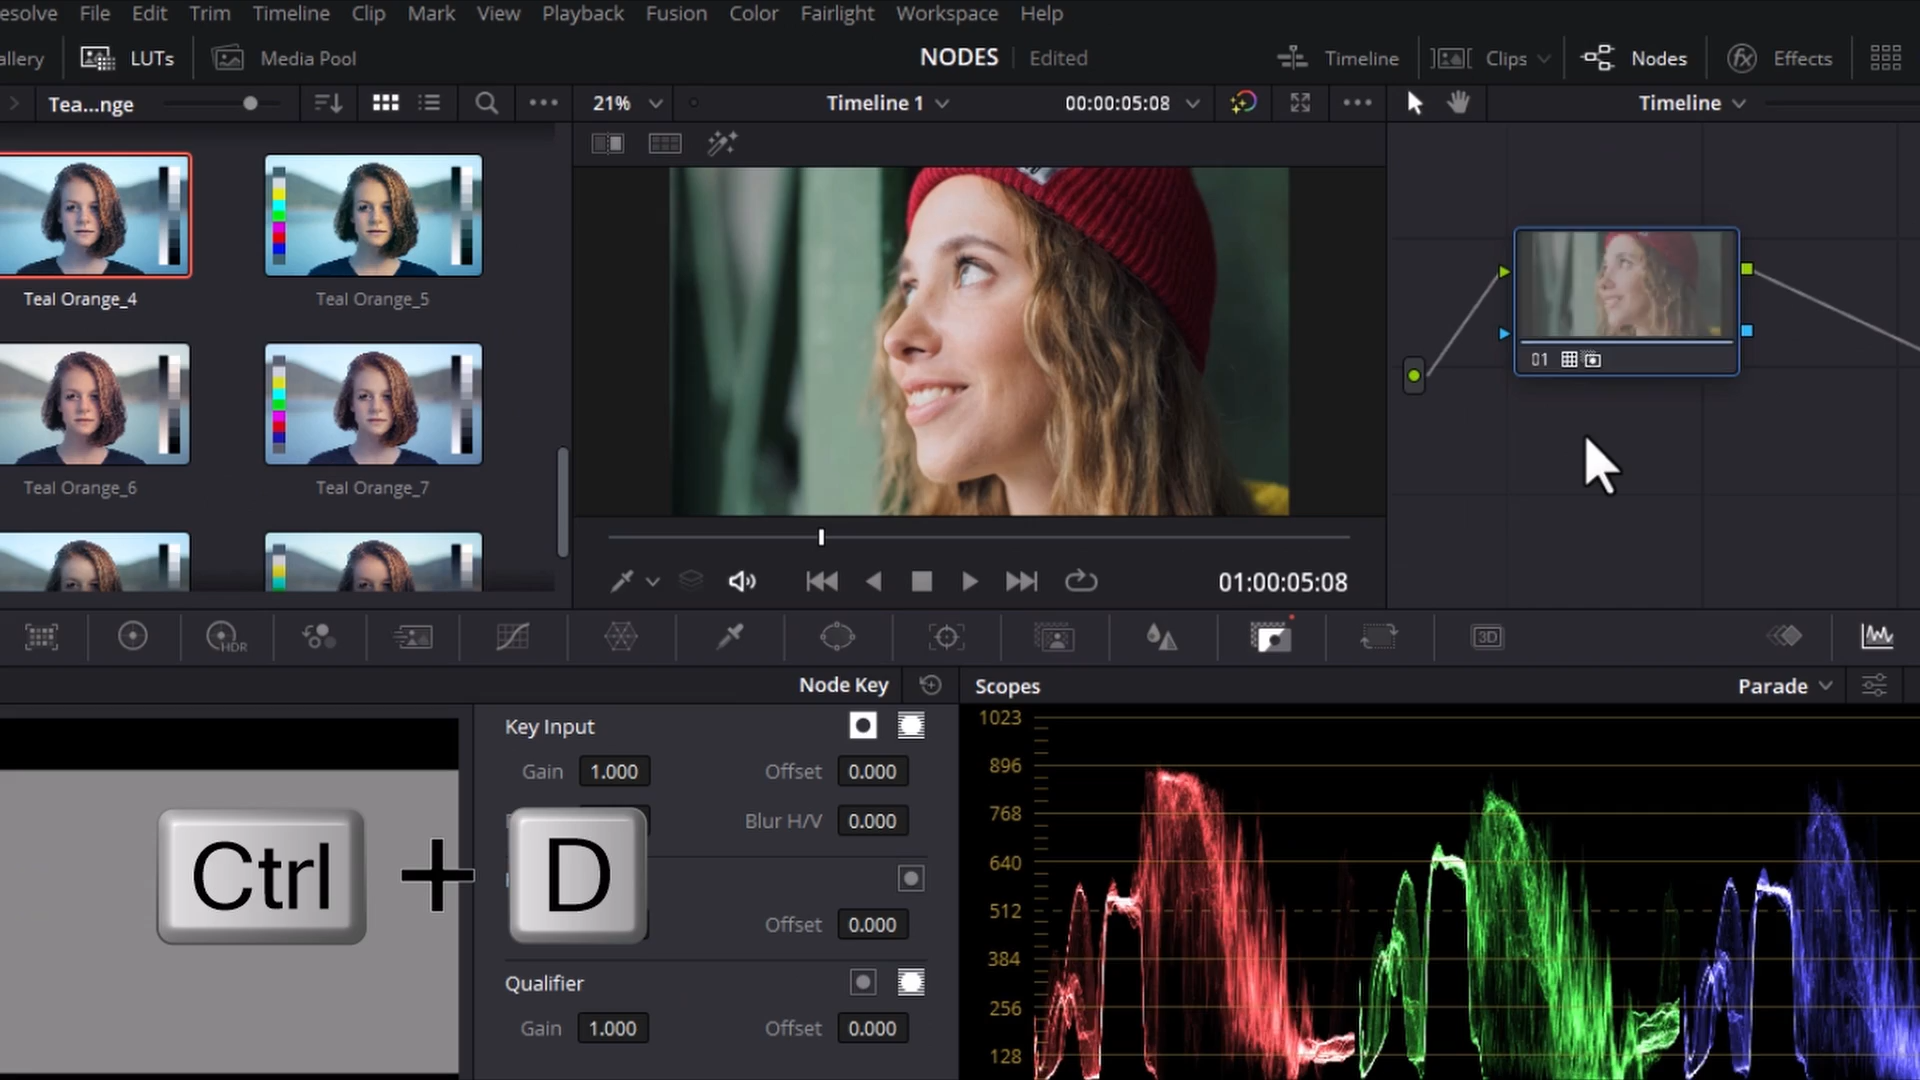 esolve File Edit Trim Timeline Clip Mark View Playback Fusion Color Fairlight Workspace Help
allery LUTs Media Pool NODES Edited Timeline Clips Nodes fx Effects
Tea...nge 21% Timeline 1 00:00:05:08 Timeline
Teal Orange_4 Teal Orange_5
01
Teal Orange_6 Teal Orange_7
01:00:05:08
HDR 3D
Node Key Scopes Parade
Key Input
Gain 1.000 Offset 0.000
Blur H/V 0.000
Ctrl + D
Offset 0.000
Qualifier
Gain 1.000 Offset 0.000
1023
896
768
640
512
384
256
128